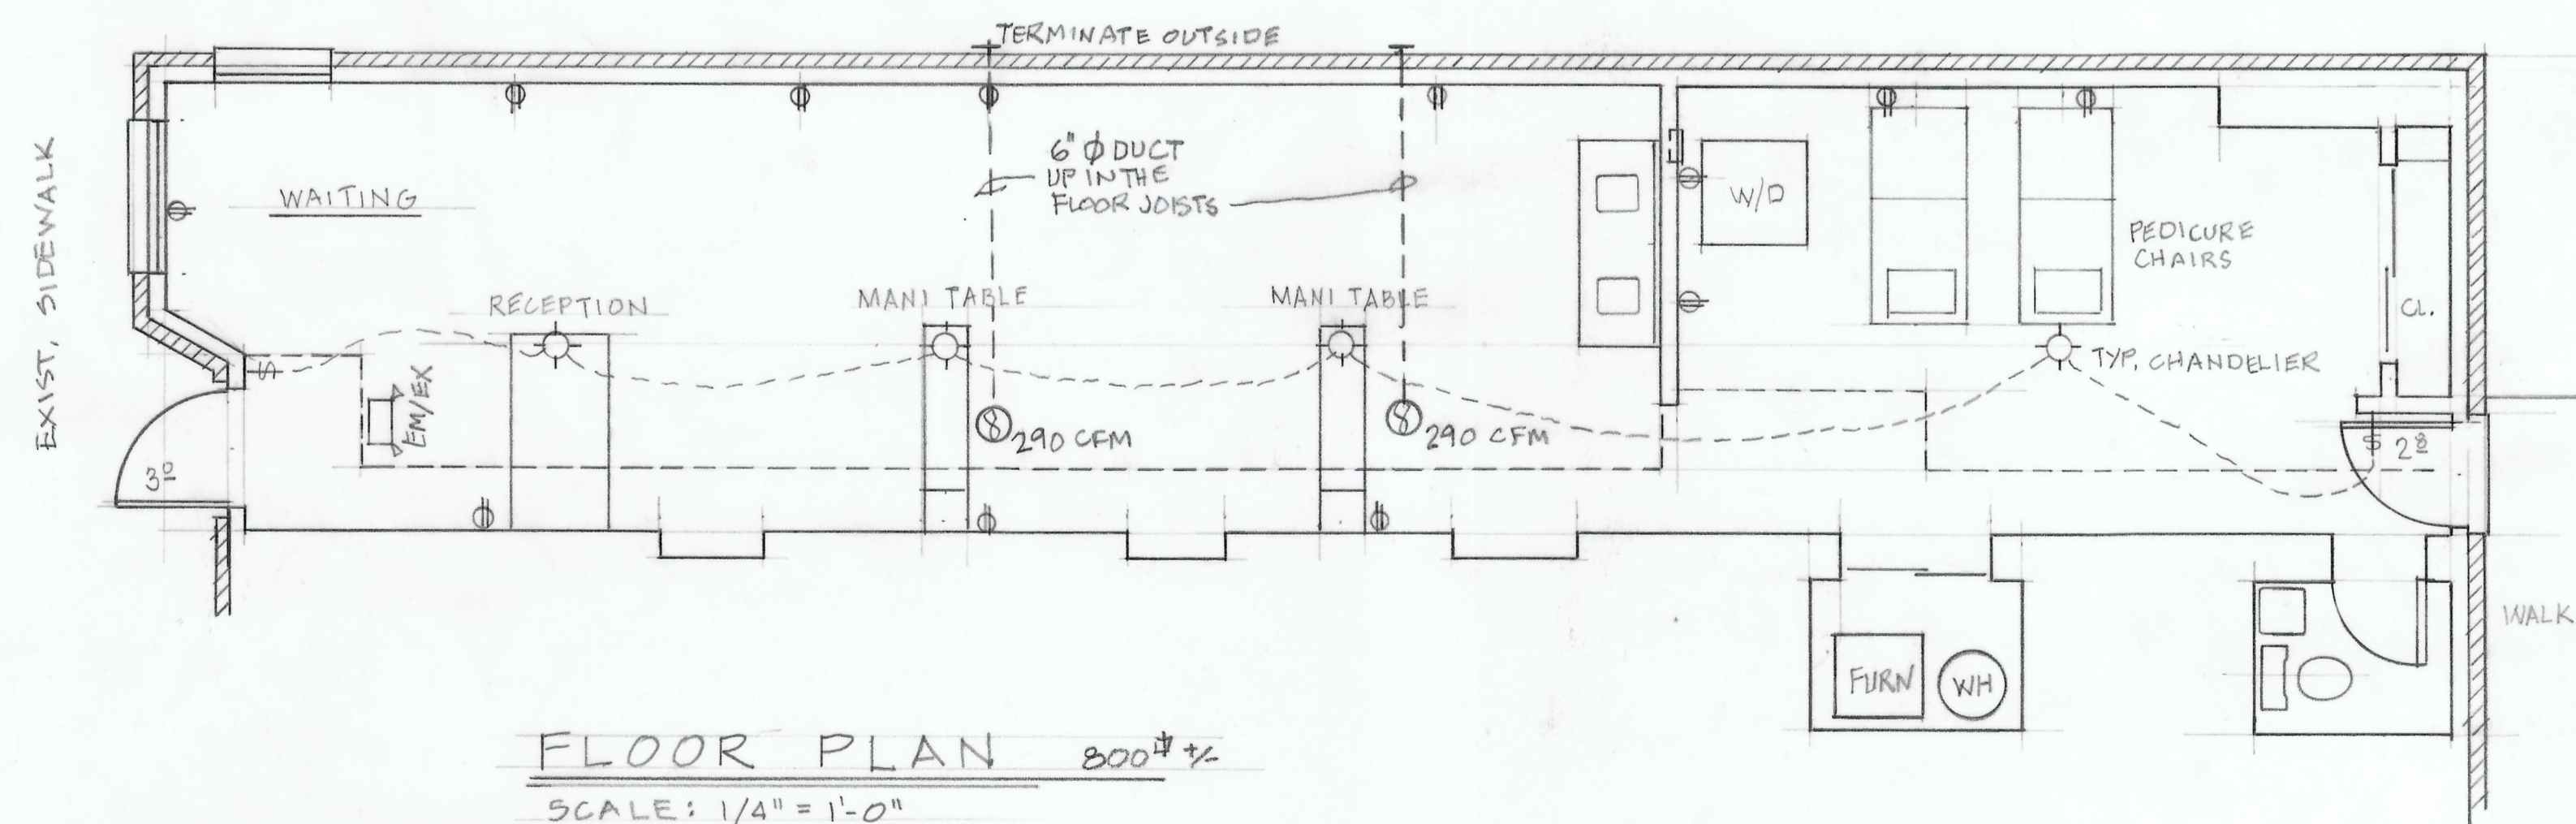 TERMINATE OUTSIDE
EXIST, SIDEWALK
WAITING
6" Ø DUCT
UP IN THE
FLOOR JOISTS
W/D
PEDICURE
CHAIRS
RECEPTION
MANI TABLE
MANI TABLE
CL.
TYP. CHANDELIER
$
EM/EX
8
290 CFM
8
290 CFM
$
2⁸
3⁰
WALK
FURN
WH
FLOOR PLAN 800 +/-
SCALE: 1/4" = 1'-0"